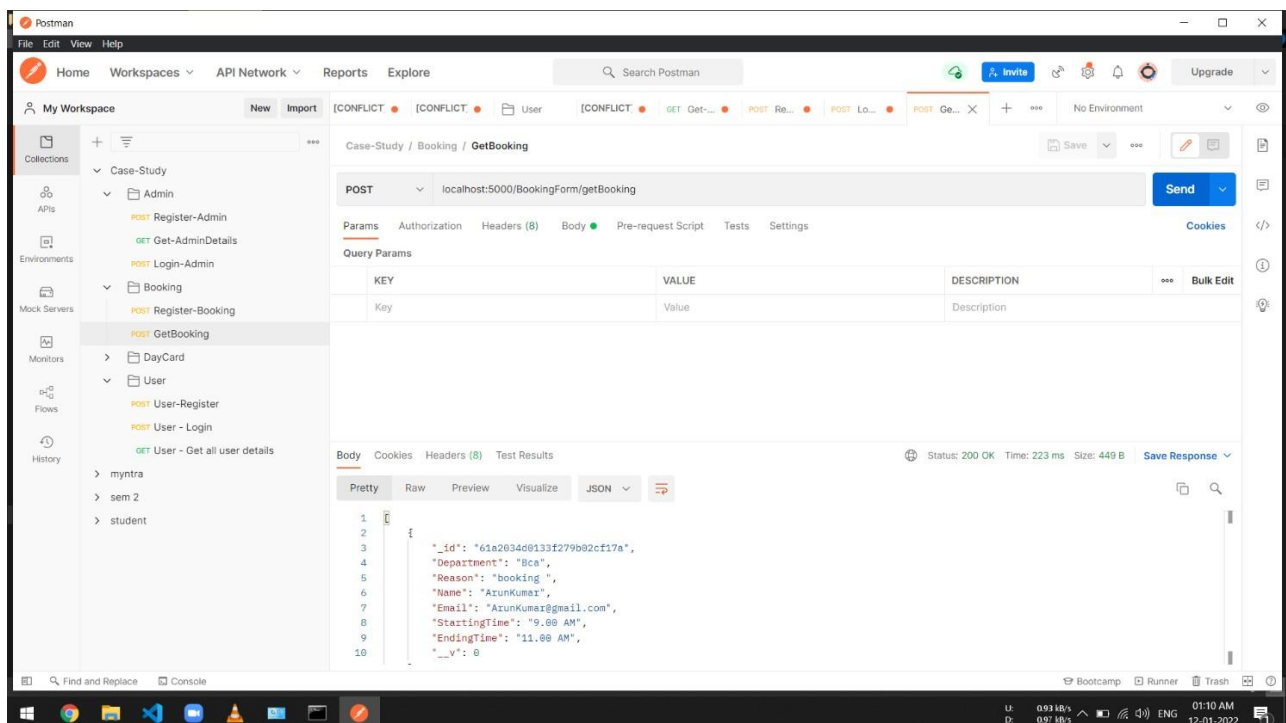 Postman
File Edit View Help
Home Workspaces API Network Reports Explore Search Postman Invite Upgrade
My Workspace New Import [CONFLICT] [CONFLICT] User [CONFLICT] GET Get-... POST Re... POST Lo... POST Ge... No Environment
Collections
APIs
Environments
Mock Servers
Monitors
Flows
History
Case-Study
Admin
POST Register-Admin
GET Get-AdminDetails
POST Login-Admin
Booking
POST Register-Booking
POST GetBooking
DayCard
User
POST User-Register
POST User - Login
GET User - Get all user details
myntra
sem 2
student
Case-Study / Booking / GetBooking Save
POST localhost:5000/BookingForm/getBooking Send
Params Authorization Headers (8) Body Pre-request Script Tests Settings Cookies
Query Params
KEY VALUE DESCRIPTION Bulk Edit
Key Value Description
Body Cookies Headers (8) Test Results Status: 200 OK Time: 223 ms Size: 449 B Save Response
Pretty Raw Preview Visualize JSON
1 [
2 {
3 "_id": "61a2034d0133f279b02cf17a",
4 "Department": "Bca",
5 "Reason": "booking ",
6 "Name": "ArunKumar",
7 "Email": "ArunKumar@gmail.com",
8 "StartingTime": "9.00 AM",
9 "EndingTime": "11.00 AM",
10 "__v": 0
Find and Replace Console Bootcamp Runner Trash
U: 0.93 kB/s 01:10 AM
D: 0.97 kB/s ENG 12-01-2022